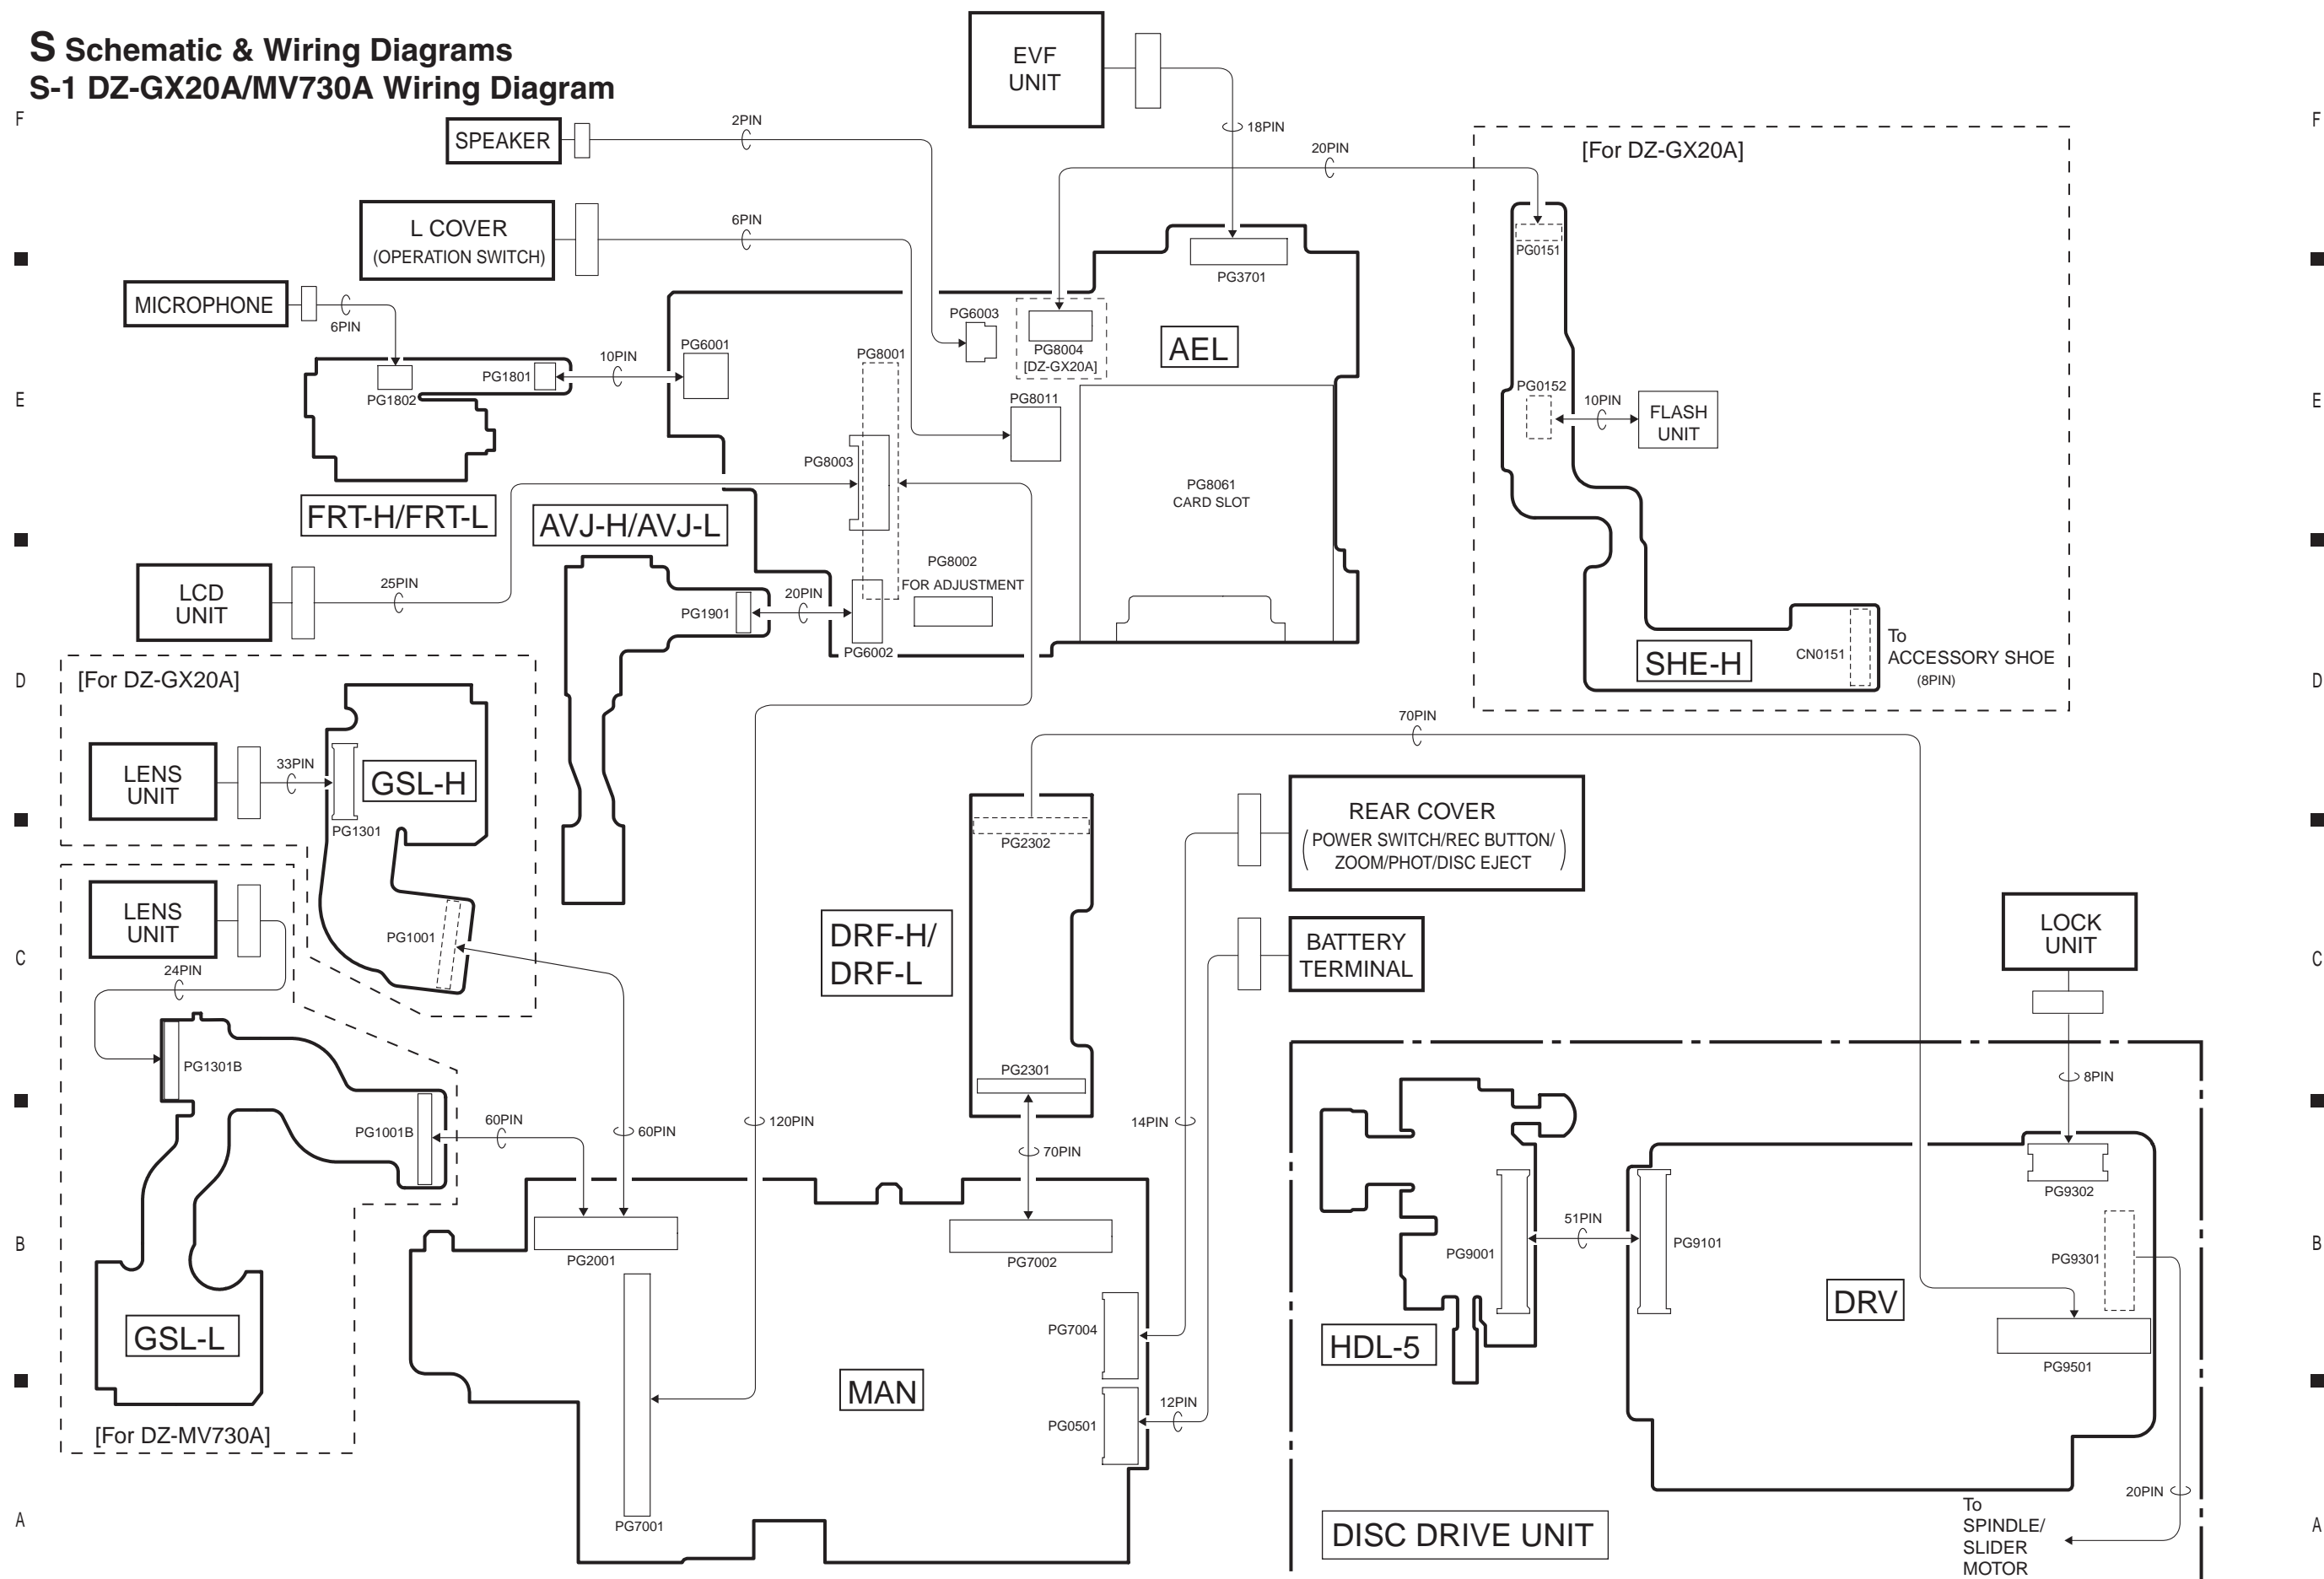 S Schematic & Wiring Diagrams
S-1 DZ-GX20A/MV730A Wiring Diagram
EVF
UNIT
F
F
SPEAKER
2PIN
18PIN
20PIN
[For DZ-GX20A]
L COVER
(OPERATION SWITCH)
6PIN
PG0151
PG3701
MICROPHONE
6PIN
PG6003
PG8004
[DZ-GX20A]
AEL
10PIN
PG6001
PG8001
PG1801
PG1802
PG8011
PG0152
10PIN
FLASH
UNIT
E
E
PG8003
PG8061
CARD SLOT
FRT-H/FRT-L
AVJ-H/AVJ-L
PG8002
FOR ADJUSTMENT
LCD
UNIT
25PIN
PG1901
20PIN
PG6002
SHE-H
CN0151
To
ACCESSORY SHOE
(8PIN)
D
D
[For DZ-GX20A]
70PIN
LENS
UNIT
33PIN
GSL-H
PG1301
REAR COVER
(POWER SWITCH/REC BUTTON/
ZOOM/PHOT/DISC EJECT)
PG2302
LENS
UNIT
PG1001
DRF-H/
DRF-L
BATTERY
TERMINAL
LOCK
UNIT
C
C
24PIN
PG1301B
PG2301
8PIN
PG1001B
60PIN
60PIN
120PIN
70PIN
14PIN
PG9302
B
B
PG2001
PG7002
PG9001
51PIN
PG9101
PG9301
DRV
GSL-L
PG7004
HDL-5
PG9501
MAN
12PIN
PG0501
[For DZ-MV730A]
20PIN
A
A
PG7001
DISC DRIVE UNIT
To
SPINDLE/
SLIDER
MOTOR